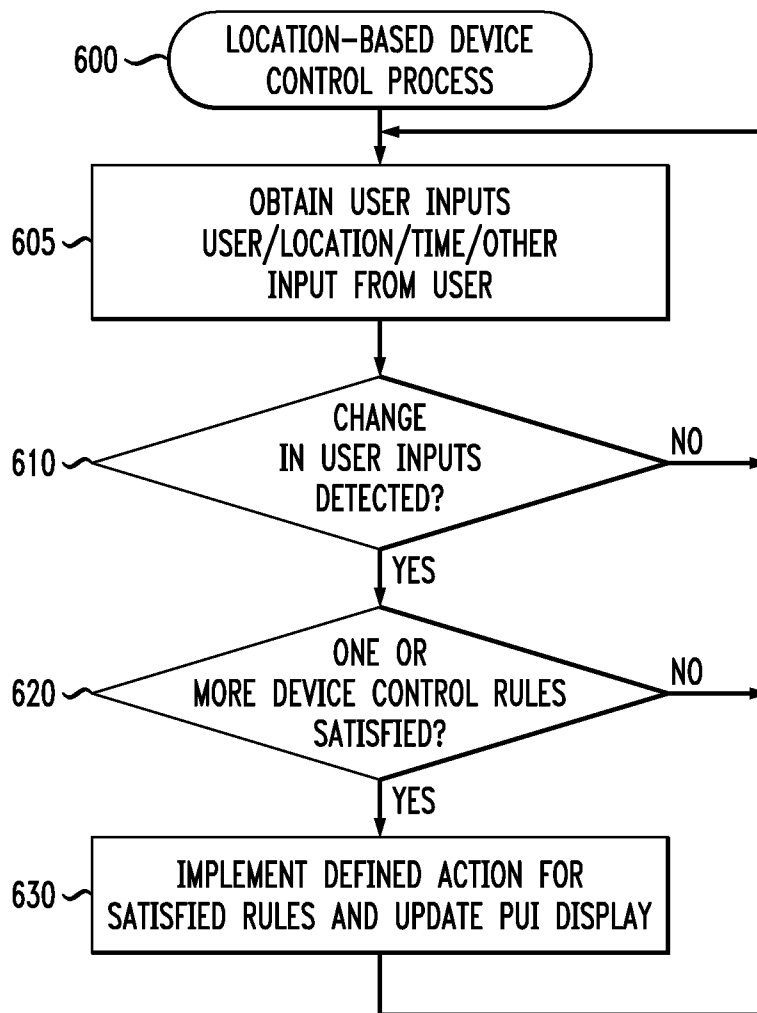 600
LOCATION-BASED DEVICE
CONTROL PROCESS
605
OBTAIN USER INPUTS
USER/LOCATION/TIME/OTHER
INPUT FROM USER
610
CHANGE
IN USER INPUTS
DETECTED?
NO
YES
620
ONE OR
MORE DEVICE CONTROL RULES
SATISFIED?
NO
YES
630
IMPLEMENT DEFINED ACTION FOR
SATISFIED RULES AND UPDATE PUI DISPLAY